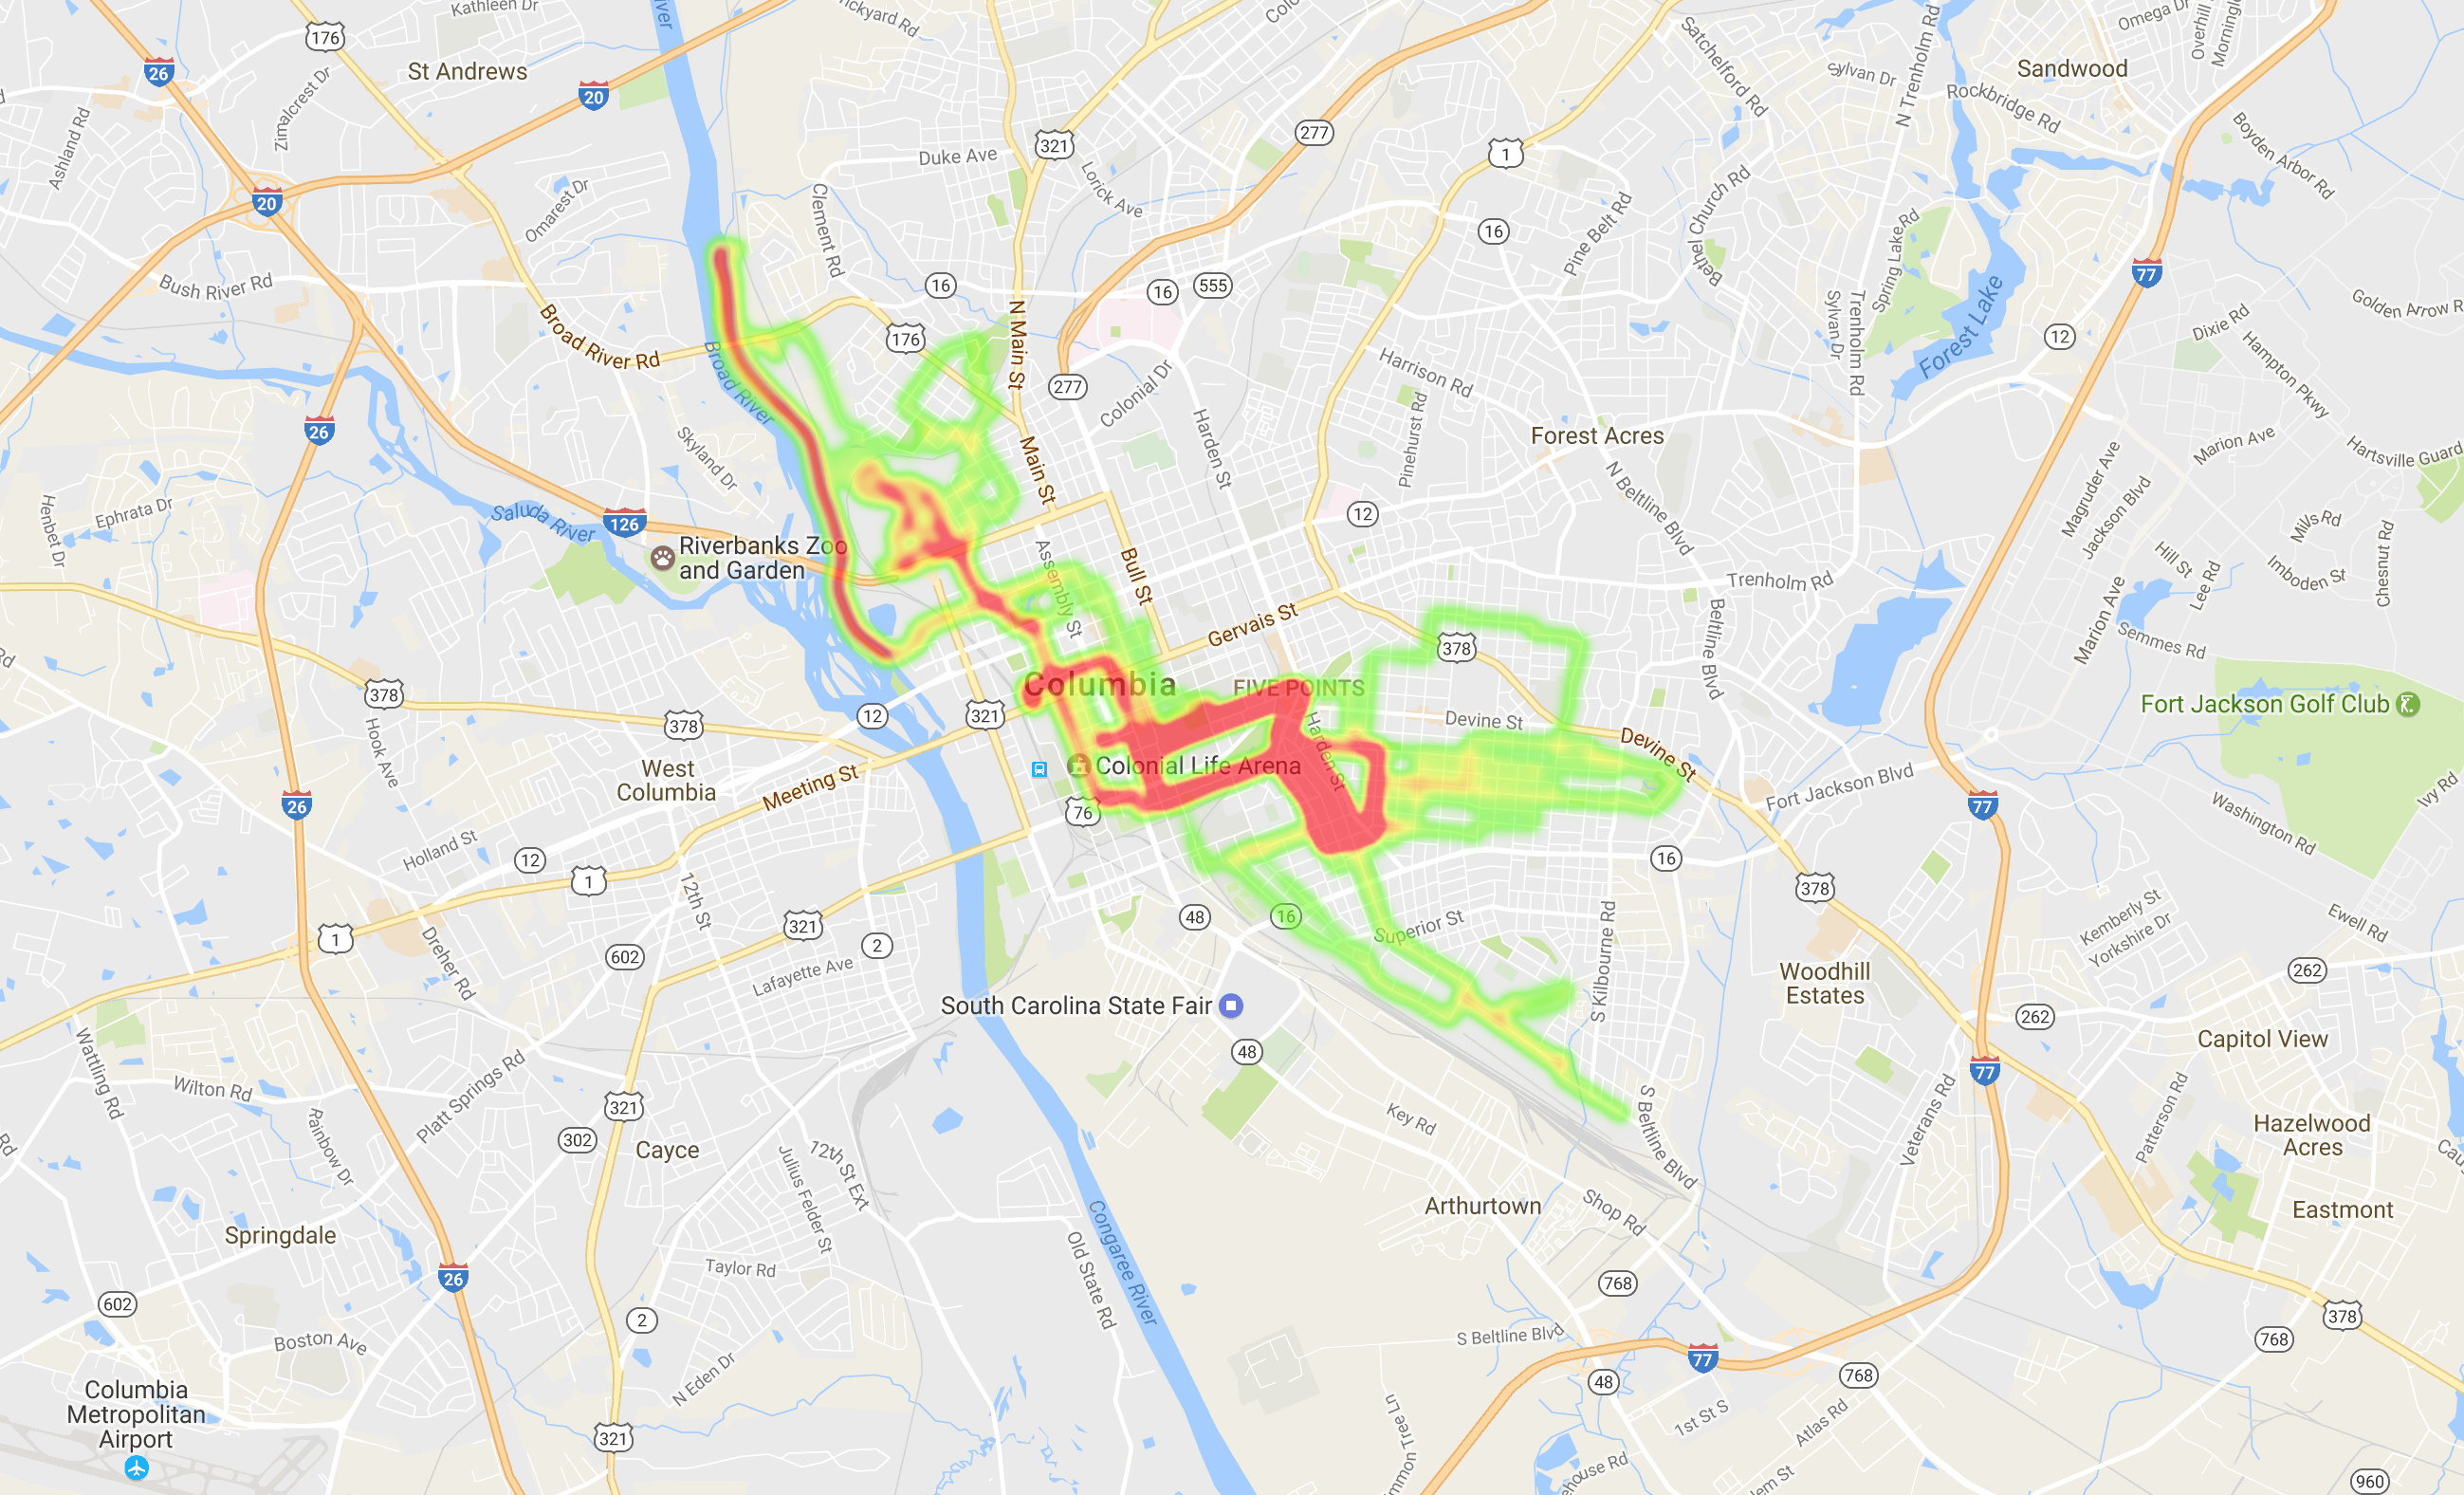 Kathleen Dr
176
St Andrews
26
20
River
Omega Dr
Overhill
Satchelford Rd
Sylvan Dr
N Trenholm Rd
Sandwood
Rockbridge Rd
277
321
1
Zimalcrest Dr
Ashland Rd
Duke Ave
Lorick Ave
Boyden Arbor Rd
20
Omarest Dr
Clement Rd
16
Pine Belt Rd
Bethel Church Rd
Spring Lake Rd
77
Bush River Rd
16
16
555
N Main St
Sylvan Dr
Trenholm Rd
Forest Lake
Dixie Rd
12
Broad River Rd
176
Broad River
277
Colonial Dr
Harrison Rd
Hampton Pkwy
26
Skyland Dr
Main St
Harden St
Pinehurst Rd
Forest Acres
Marion Ave
Hartsville Guard
N Beltline Blvd
Magruder Ave
Jackson Blvd
Henbet Dr
Ephrata Dr
Saluda River
126
12
Mills Rd
Chesnut Rd
Riverbanks Zoo
and Garden
Assembly St
Bull St
Hill St
Lee Rd
Imboden St
Trenholm Rd
Marion Ave
Gervais St
378
Beltline Blvd
Semmes Rd
378
Hook Ave
378
12
321
Columbia
FIVE POINTS
Harden St
Devine St
Devine St
Fort Jackson Golf Club
West
Columbia
Meeting St
Colonial Life Arena
76
Fort Jackson Blvd
77
Ivy Rd
Washington Rd
26
Holland St
12
1
12th St
16
378
1
Dreher Rd
602
321
2
Lafayette Ave
48
16
Superior St
S Kilbourne Rd
Kemberly St
Yorkshire Dr
Ewell Rd
Woodhill
Estates
262
262
South Carolina State Fair
48
Capitol View
Wattling Rd
Wilton Rd
Rainbow Dr
Platt Springs Rd
321
302
Cayce
Julius Felder St
12th St Ext
Key Rd
S Beltline Blvd
77
Veterans Rd
Patterson Rd
Hazelwood
Acres
Springdale
Congaree River
Arthurtown
Shop Rd
Eastmont
26
Taylor Rd
Old State Rd
768
602
2
Boston Ave
N Eden Dr
S Beltline Blvd
77
378
768
768
48
Columbia
Metropolitan
Airport
321
1st St S
Atlas Rd
960